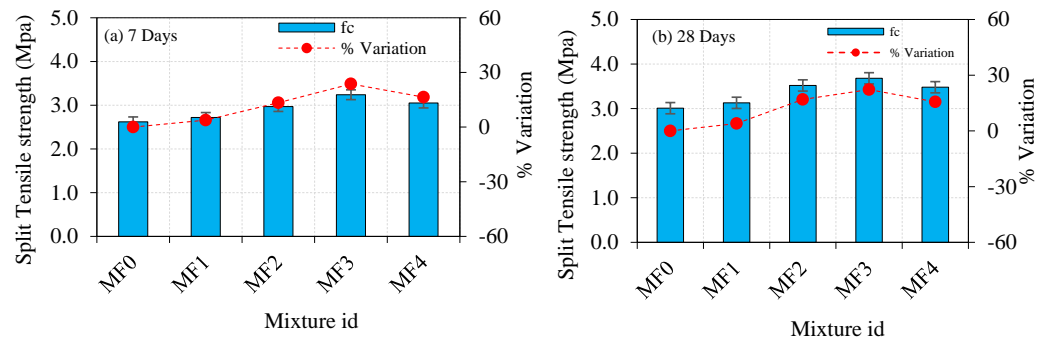 (a) 7 Days
fc
% Variation
Split Tensile strength (Mpa)
5.0
4.0
3.0
2.0
1.0
0.0
60
30
0
-30
-60
% Variation
MF0
MF1
MF2
MF3
MF4
Mixture id
(b) 28 Days
fc
% Variation
Split Tensile strength (Mpa)
5.0
4.0
3.0
2.0
1.0
0.0
60
30
0
-30
-60
% Variation
MF0
MF1
MF2
MF3
MF4
Mixture id